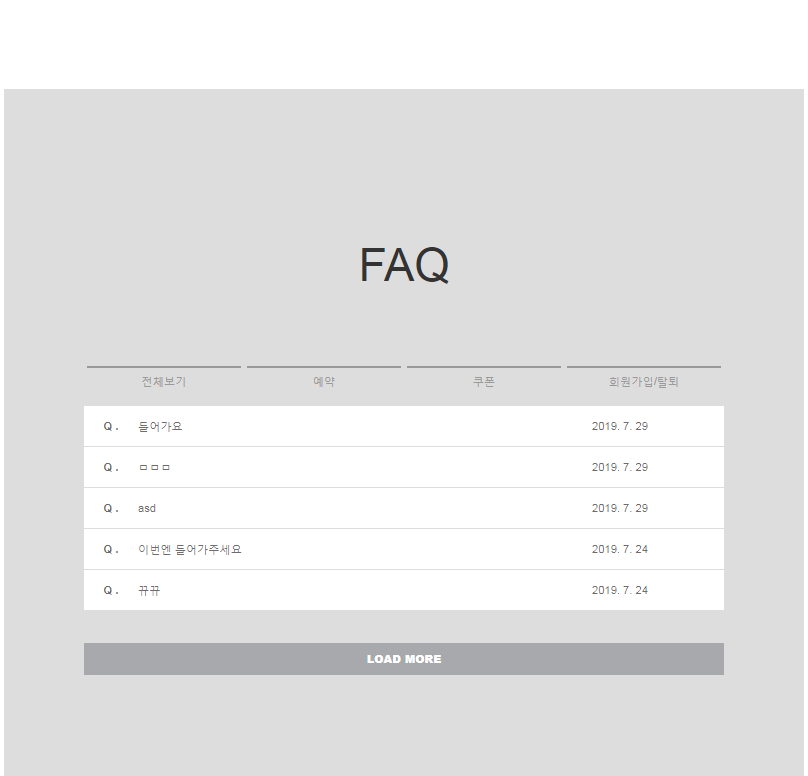 FAQ
전체보기 예약 쿠폰 회원가입/탈퇴
Q . 들어가요 2019. 7. 29
Q . ㅁㅁㅁ 2019. 7. 29
Q . asd 2019. 7. 29
Q . 이번엔 들어가주세요 2019. 7. 24
Q . 뀨뀨 2019. 7. 24
LOAD MORE